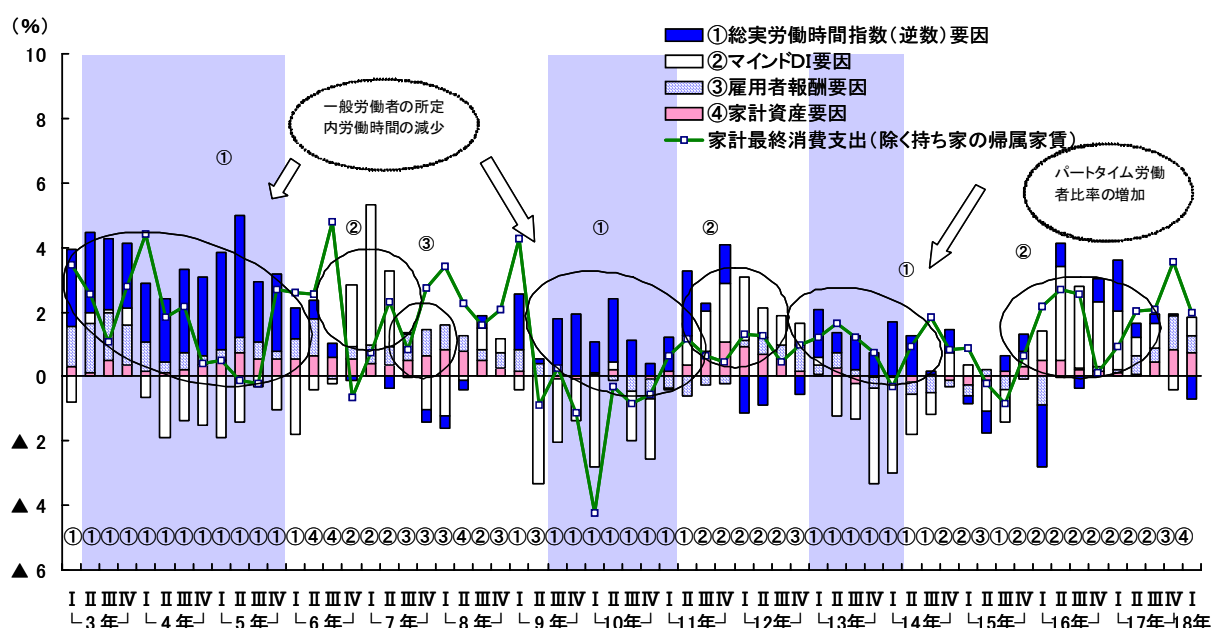 (%)
10
8
6
4
2
0
▲ 2
▲ 4
▲ 6
①総実労働時間指数（逆数）要因
②マインドDI要因
③雇用者報酬要因
④家計資産要因
家計最終消費支出（除く持ち家の帰属家賃）
一般労働者の所定
内労働時間の減少
パートタイム労働
者比率の増加
①
②
③
①
②
①
②
①①①①①①①①①①①①①④④②②②③③③④②③①③①①①①①①①①②②②②②③①①①①①①①②②③①②②②②②②②②③④
Ⅰ Ⅱ Ⅲ Ⅳ Ⅰ Ⅱ Ⅲ Ⅳ Ⅰ Ⅱ Ⅲ Ⅳ Ⅰ Ⅱ Ⅲ Ⅳ Ⅰ Ⅱ Ⅲ Ⅳ Ⅰ Ⅱ Ⅲ Ⅳ Ⅰ Ⅱ Ⅲ Ⅳ Ⅰ Ⅱ Ⅲ Ⅳ Ⅰ Ⅱ Ⅲ Ⅳ Ⅰ Ⅱ Ⅲ Ⅳ Ⅰ Ⅱ Ⅲ Ⅳ Ⅰ Ⅱ Ⅲ Ⅳ Ⅰ Ⅱ Ⅲ Ⅳ Ⅰ Ⅱ Ⅲ Ⅳ Ⅰ Ⅱ Ⅲ Ⅳ Ⅰ
3年 4年 5年 6年 7年 8年 9年 10年 11年 12年 13年 14年 15年 16年 17年 18年